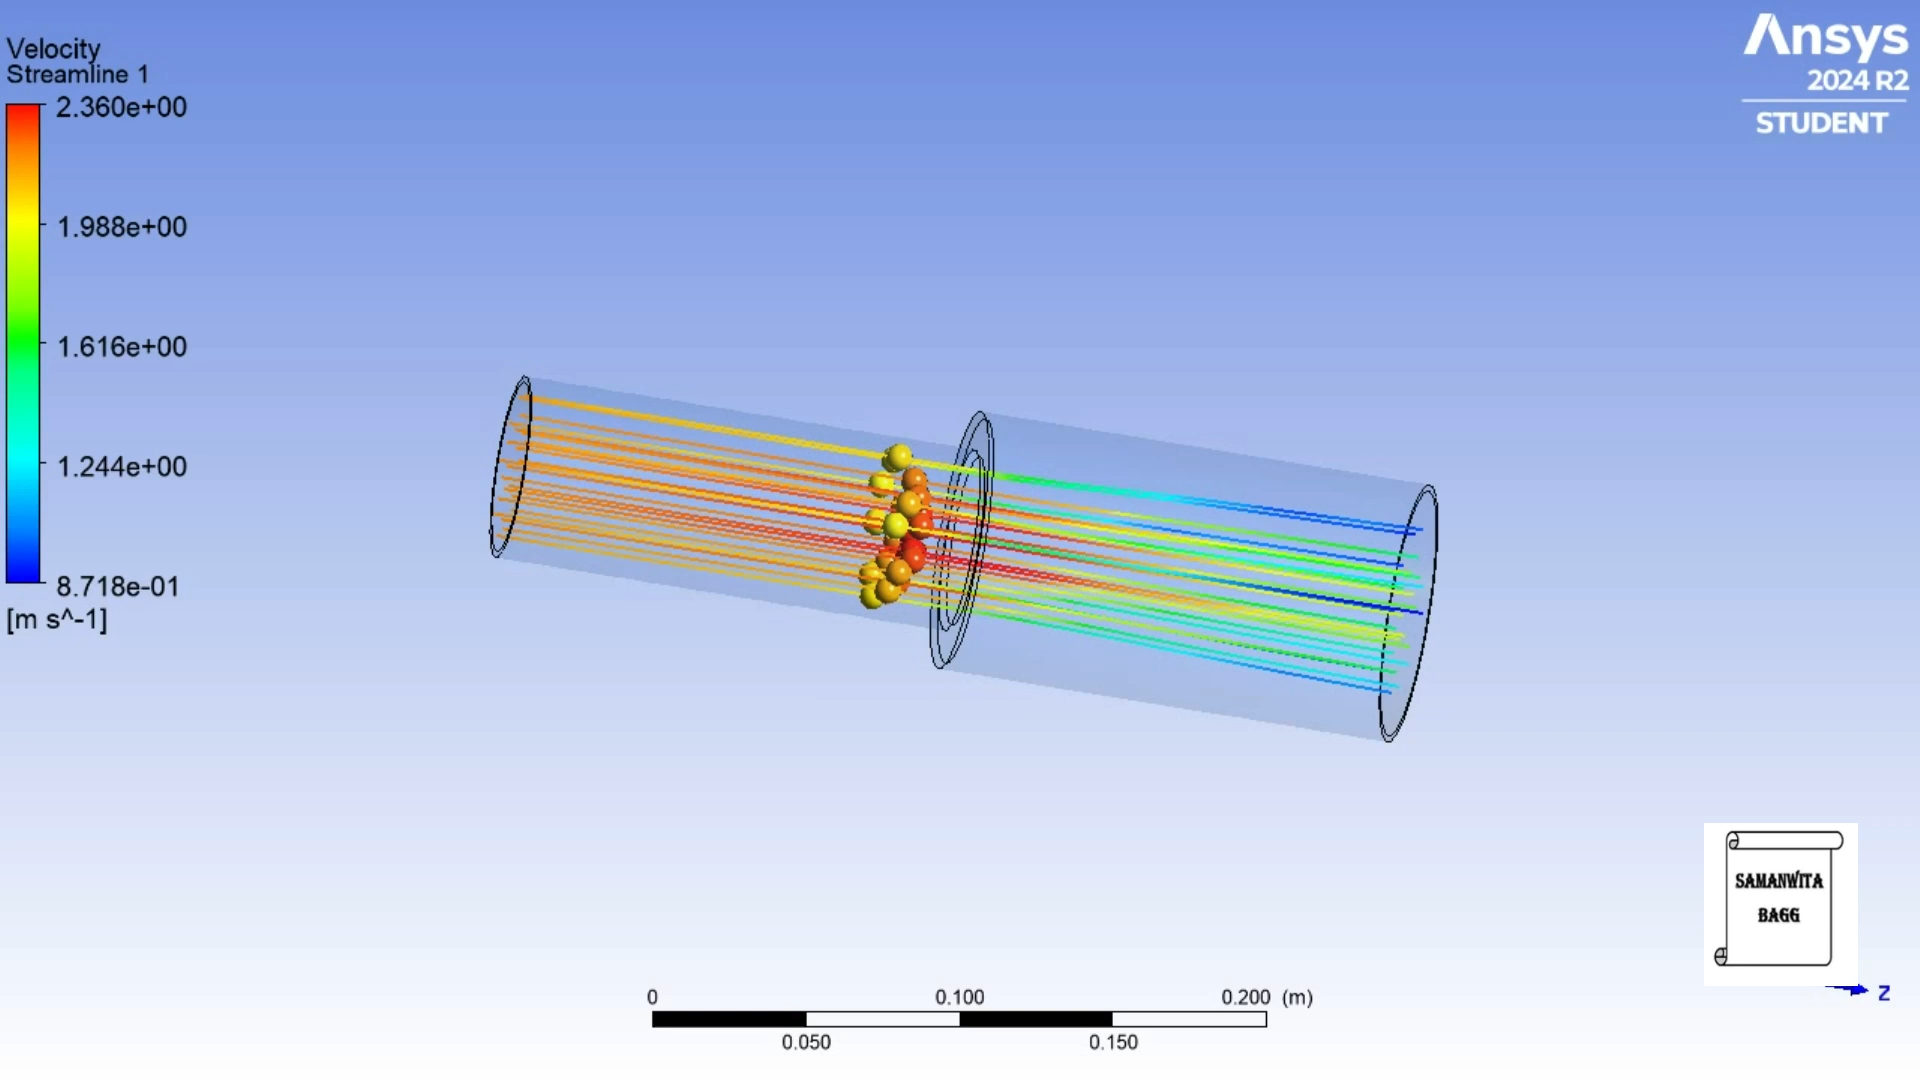 Velocity
Streamline 1
2.360e+00
1.988e+00
1.616e+00
1.244e+00
8.718e-01
[m s^-1]
Ansys
2024 R2
STUDENT
SAMANWITA
BAGG
Z
0 0.100 0.200 (m)
0.050 0.150